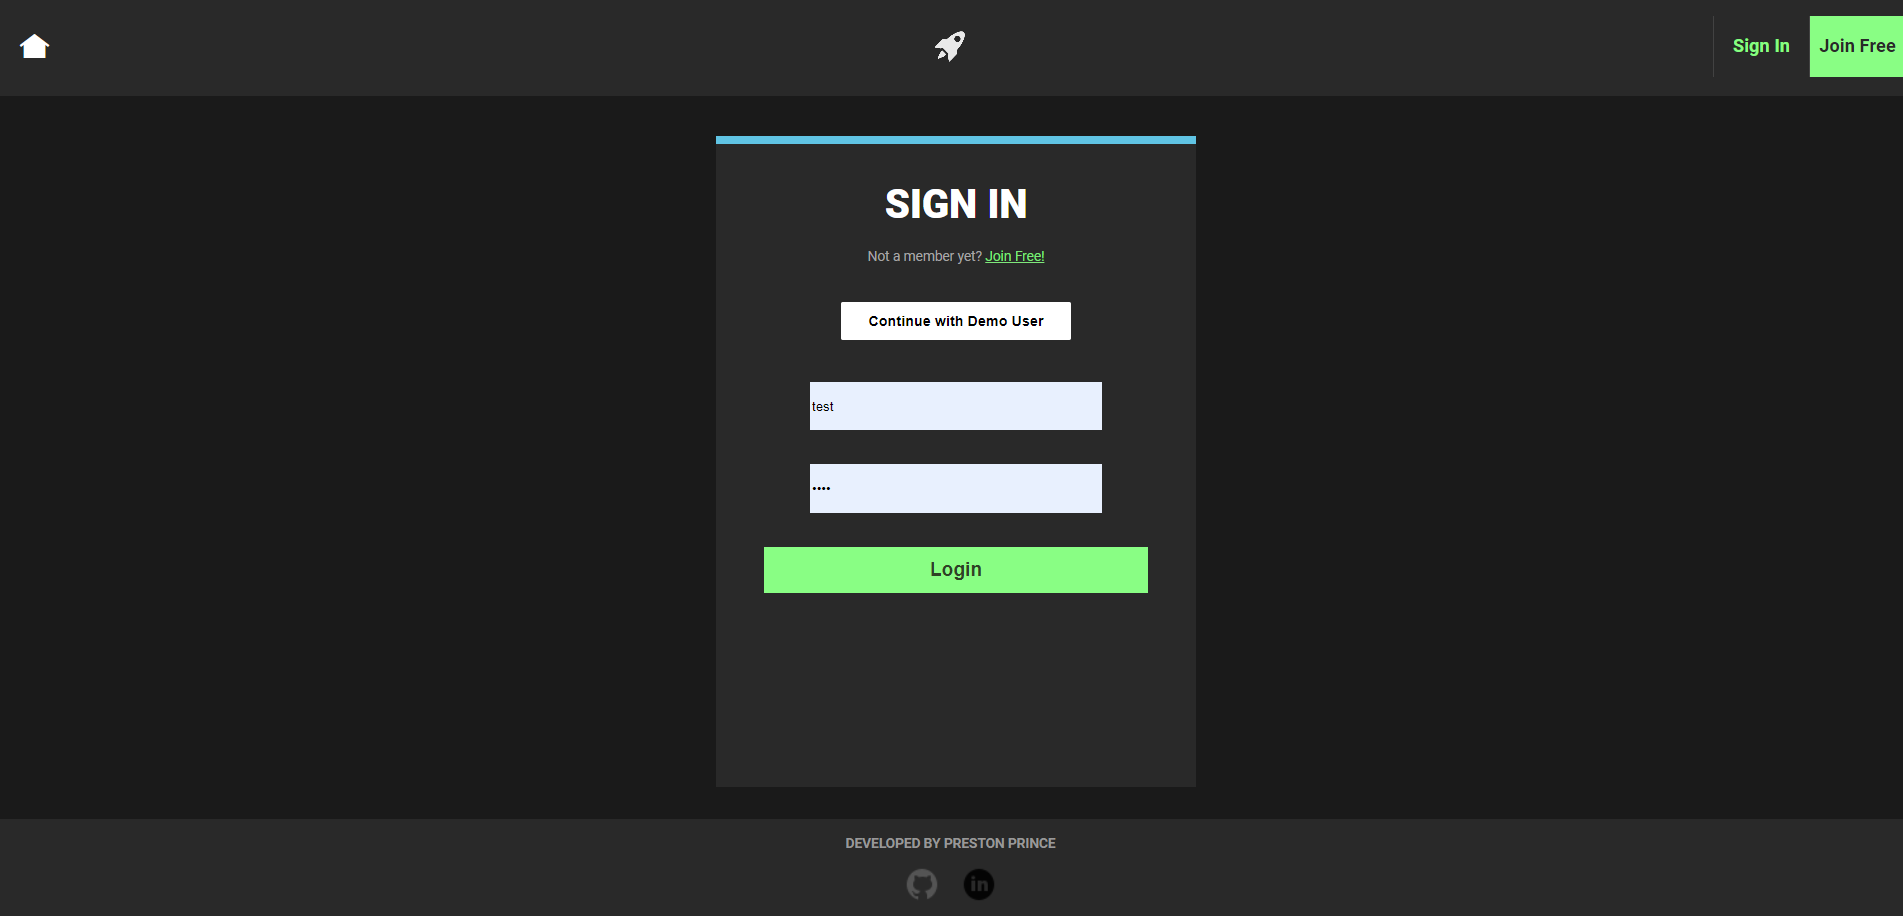 Sign In
Join Free
SIGN IN
Not a member yet? Join Free!
Continue with Demo User
test
••••
Login
DEVELOPED BY PRESTON PRINCE
in